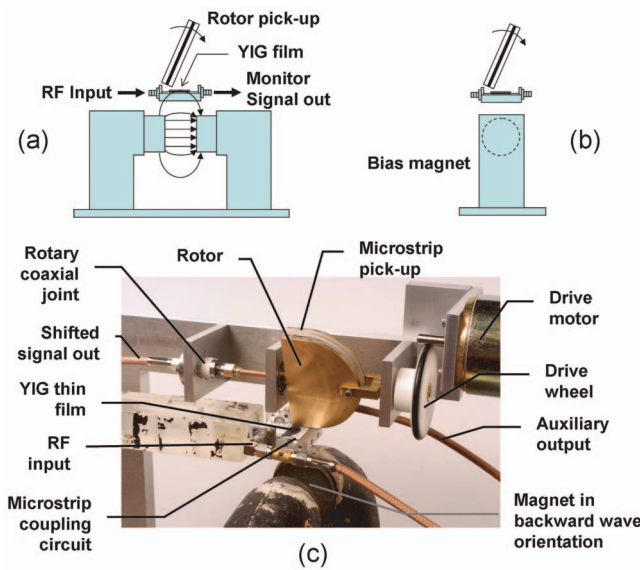 Rotor pick-up
YIG film
RF Input
Monitor
Signal out
(a)
(b)
Bias magnet
Rotary
coaxial
joint
Rotor
Microstrip
pick-up
Shifted
signal out
YIG thin
film
RF
input
Microstrip
coupling
circuit
Drive
motor
Drive
wheel
Auxiliary
output
Magnet in
backward wave
orientation
(c)